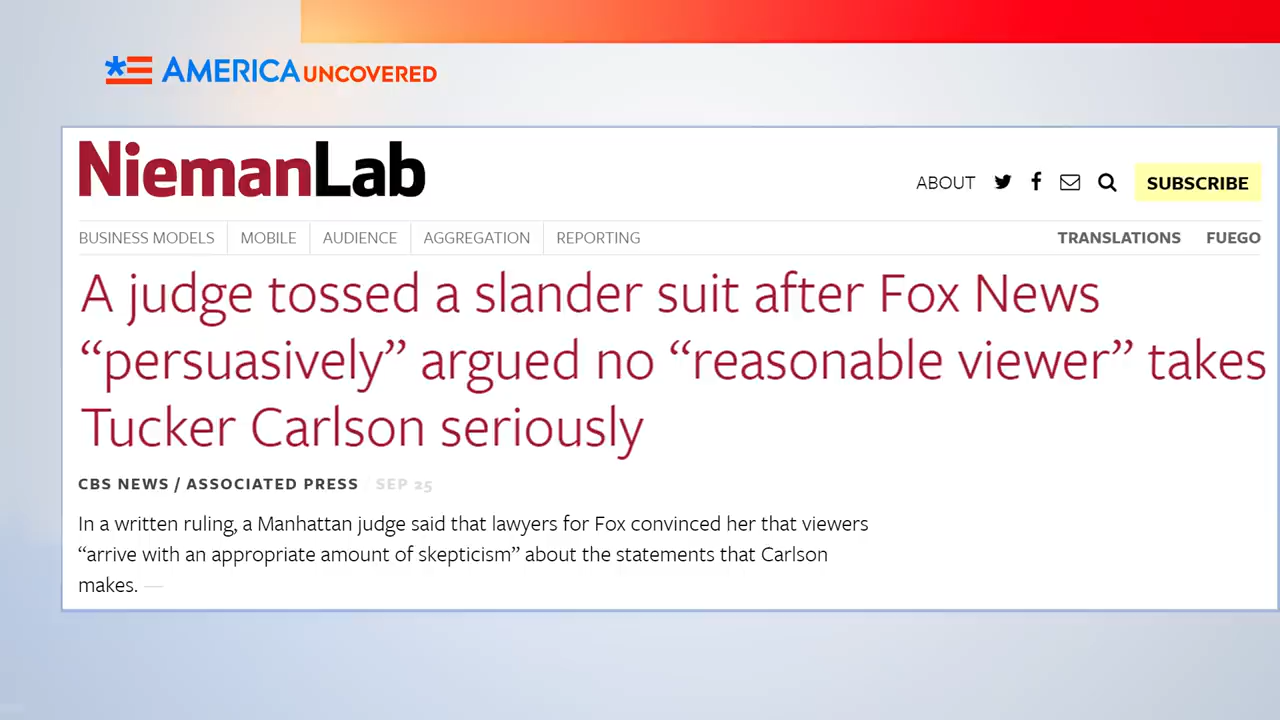 AMERICA UNCOVERED
NiemanLab
ABOUT SUBSCRIBE
BUSINESS MODELS MOBILE AUDIENCE AGGREGATION REPORTING TRANSLATIONS FUEGO
A judge tossed a slander suit after Fox News
“persuasively” argued no “reasonable viewer” takes
Tucker Carlson seriously
CBS NEWS / ASSOCIATED PRESS / SEP 25
In a written ruling, a Manhattan judge said that lawyers for Fox convinced her that viewers
“arrive with an appropriate amount of skepticism” about the statements that Carlson
makes. —